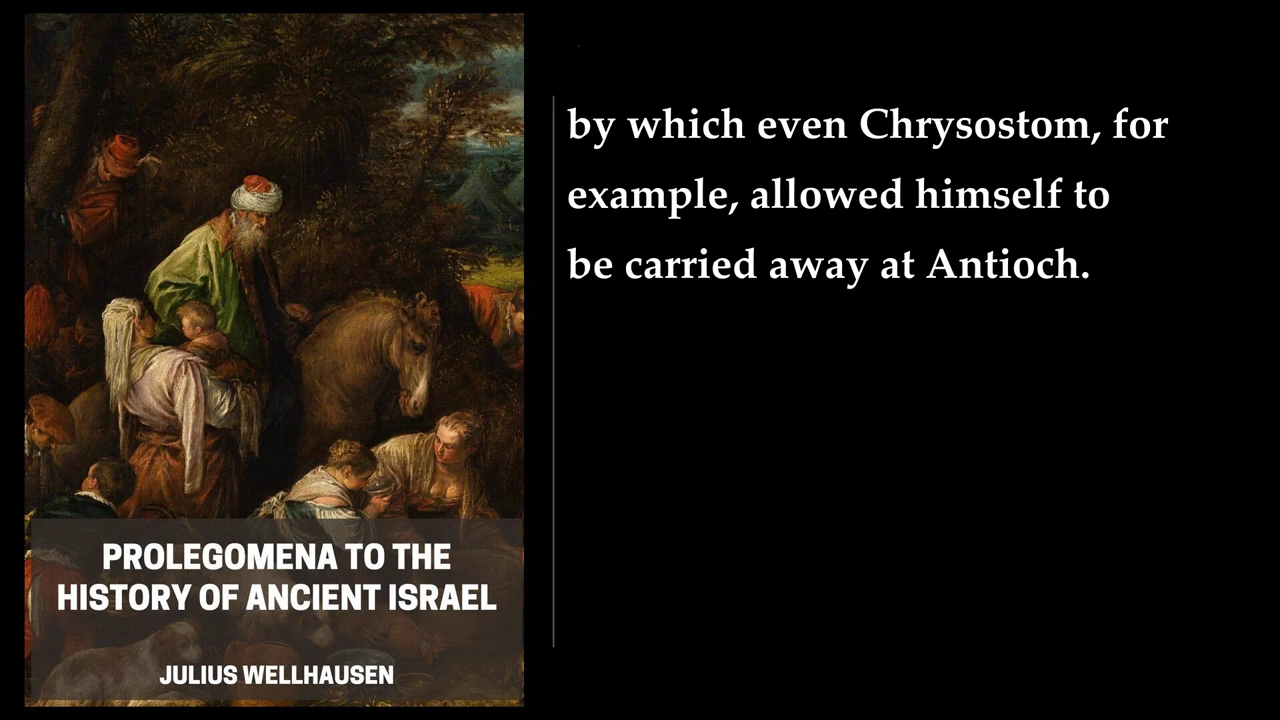 by which even Chrysostom, for
example, allowed himself to
be carried away at Antioch.
PROLEGOMENA TO THE
HISTORY OF ANCIENT ISRAEL
JULIUS WELLHAUSEN